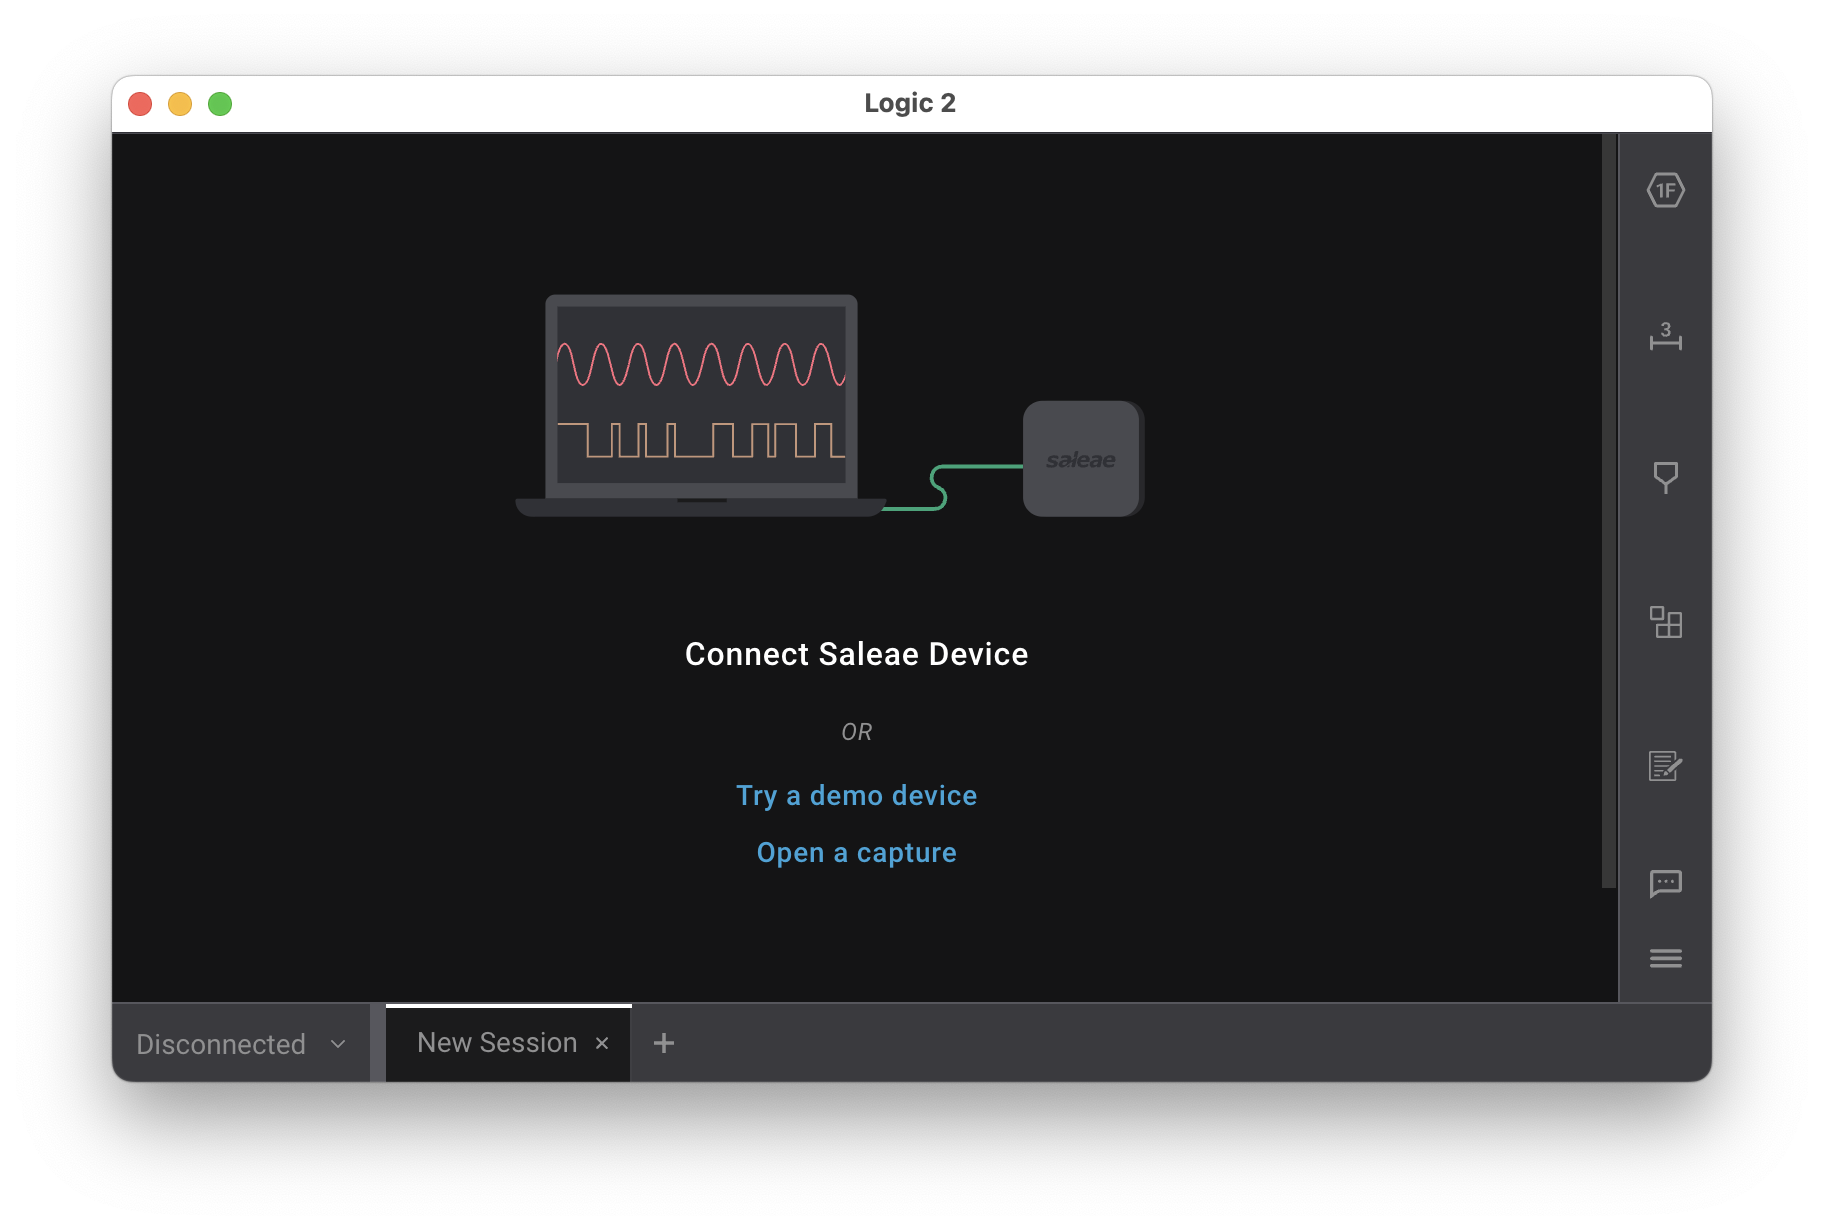 Logic 2
1F
3
saleae
Connect Saleae Device
OR
Try a demo device
Open a capture
Disconnected
New Session